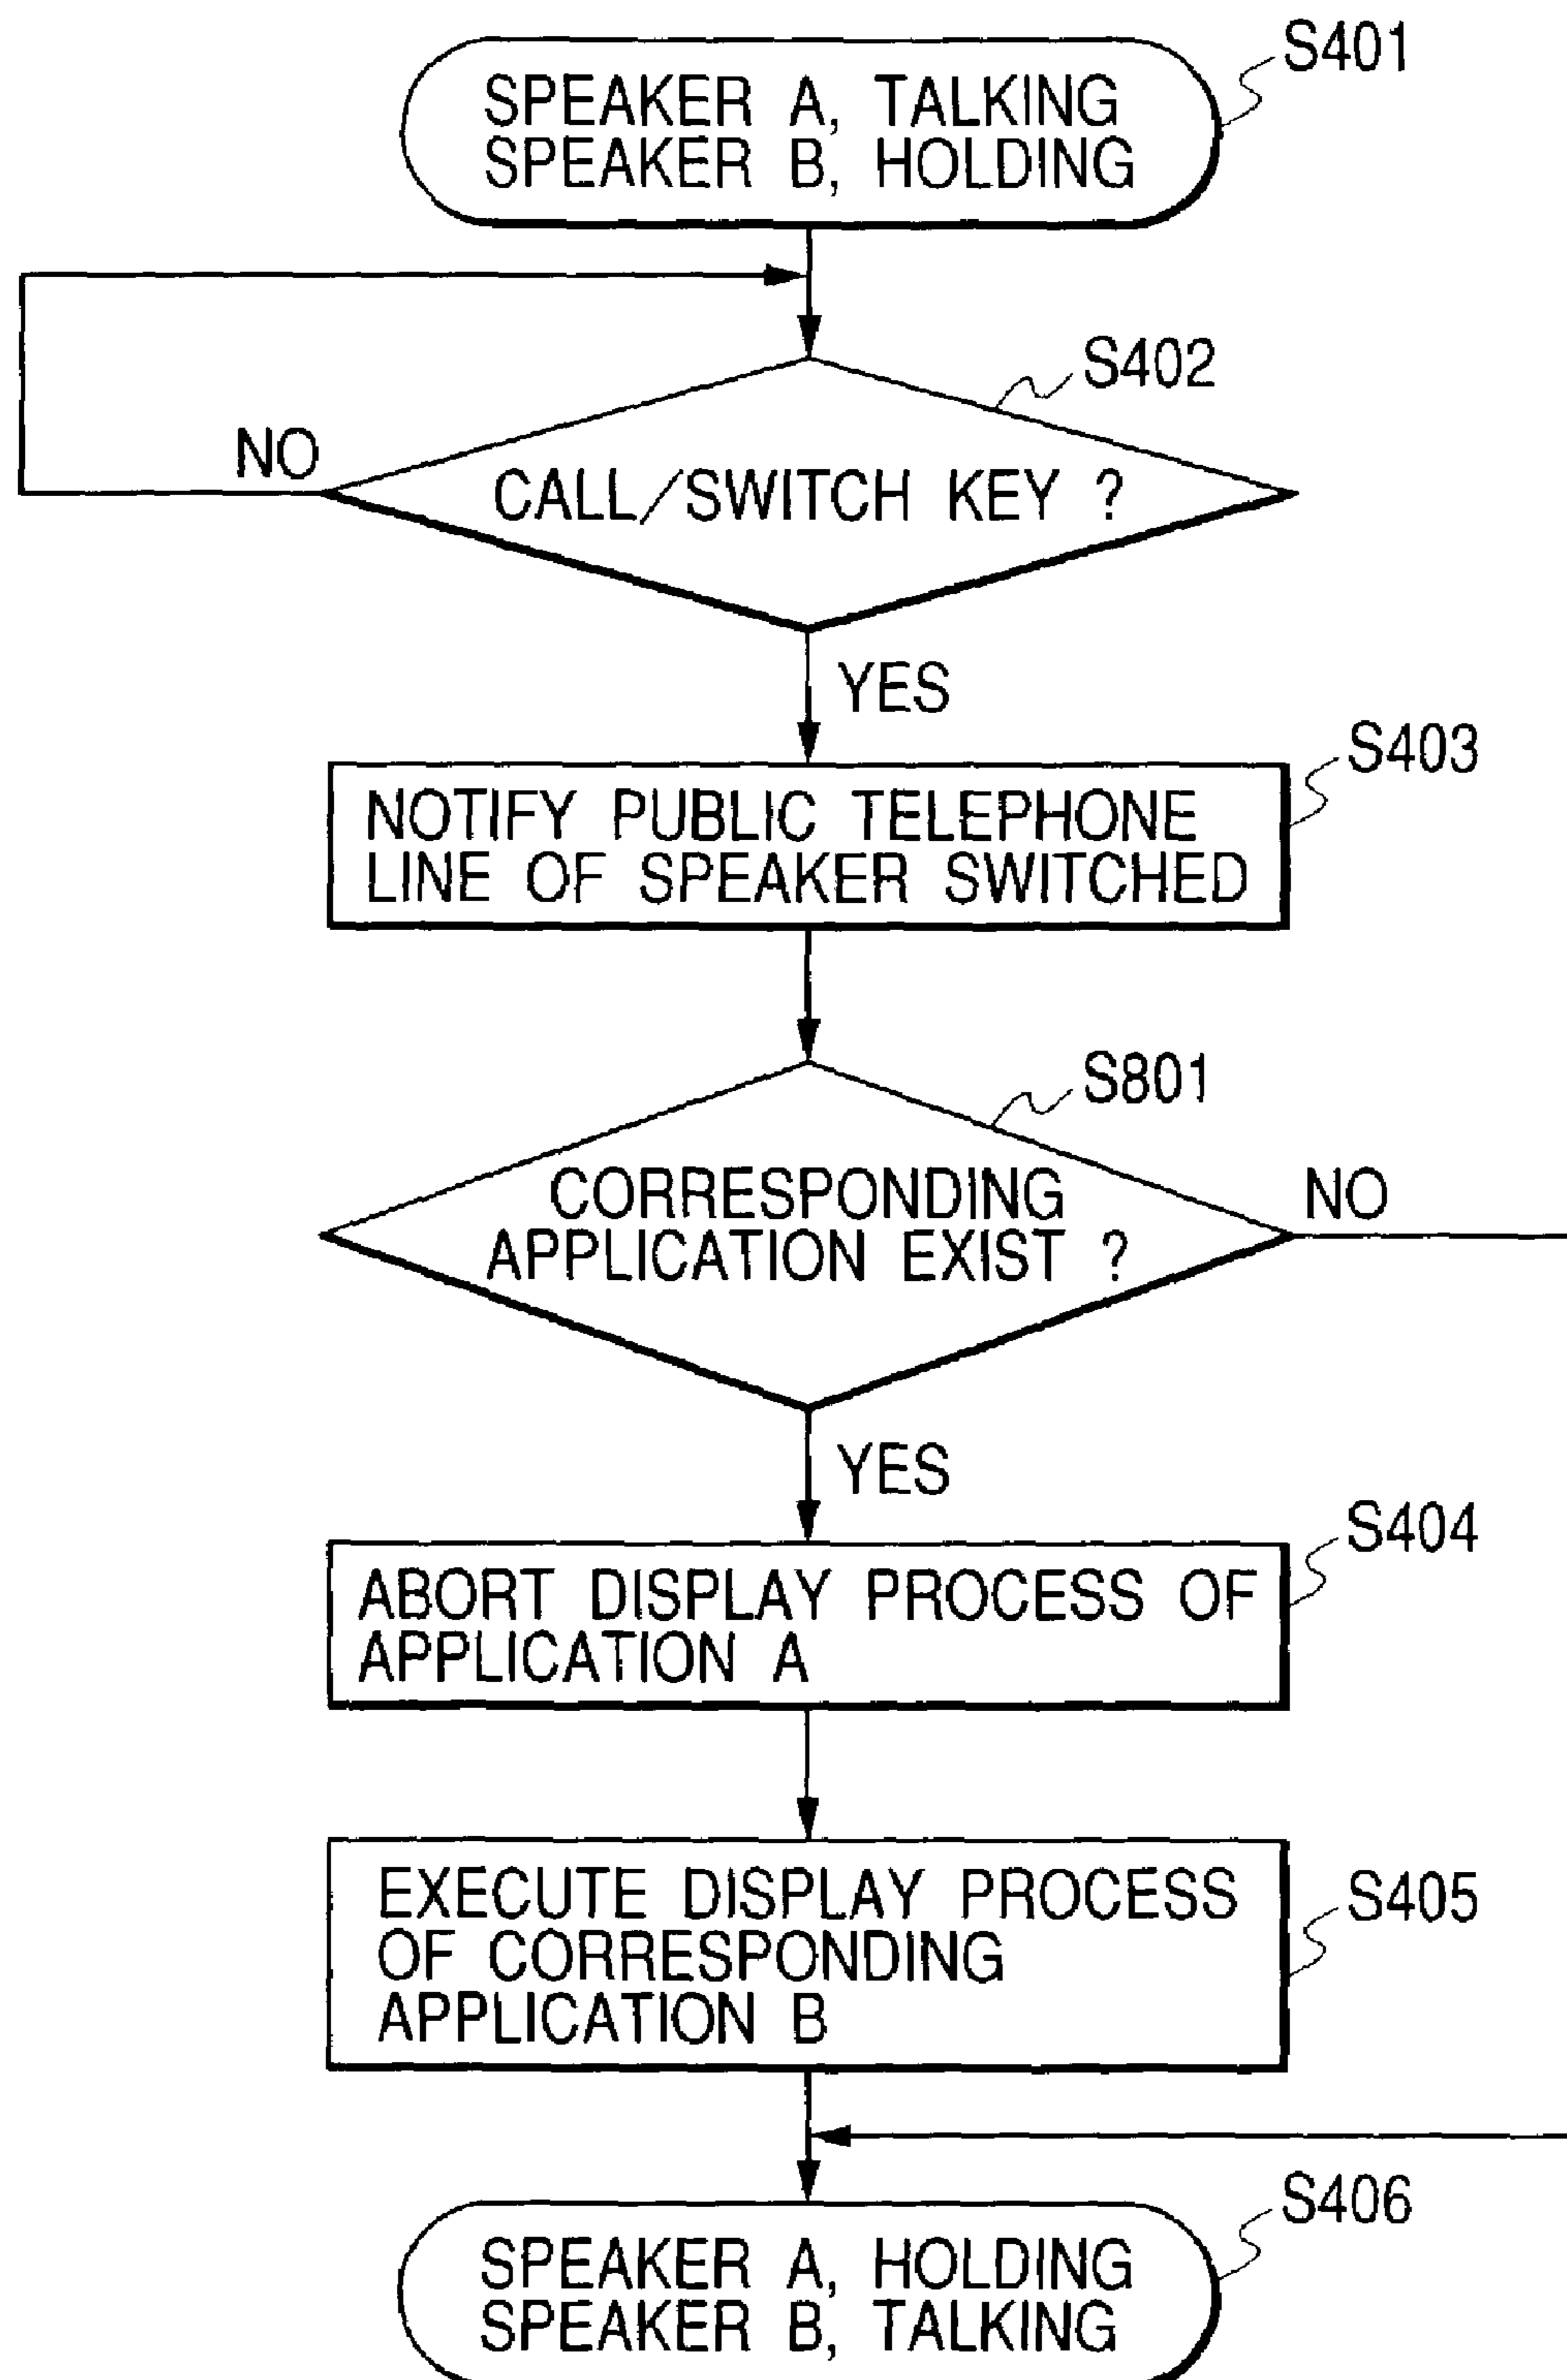 S401
SPEAKER A, TALKING
SPEAKER B, HOLDING
S402
NO
CALL/SWITCH KEY ?
YES
S403
NOTIFY PUBLIC TELEPHONE
LINE OF SPEAKER SWITCHED
S801
CORRESPONDING
APPLICATION EXIST ?
NO
YES
S404
ABORT DISPLAY PROCESS OF
APPLICATION A
S405
EXECUTE DISPLAY PROCESS
OF CORRESPONDING
APPLICATION B
S406
SPEAKER A, HOLDING
SPEAKER B, TALKING